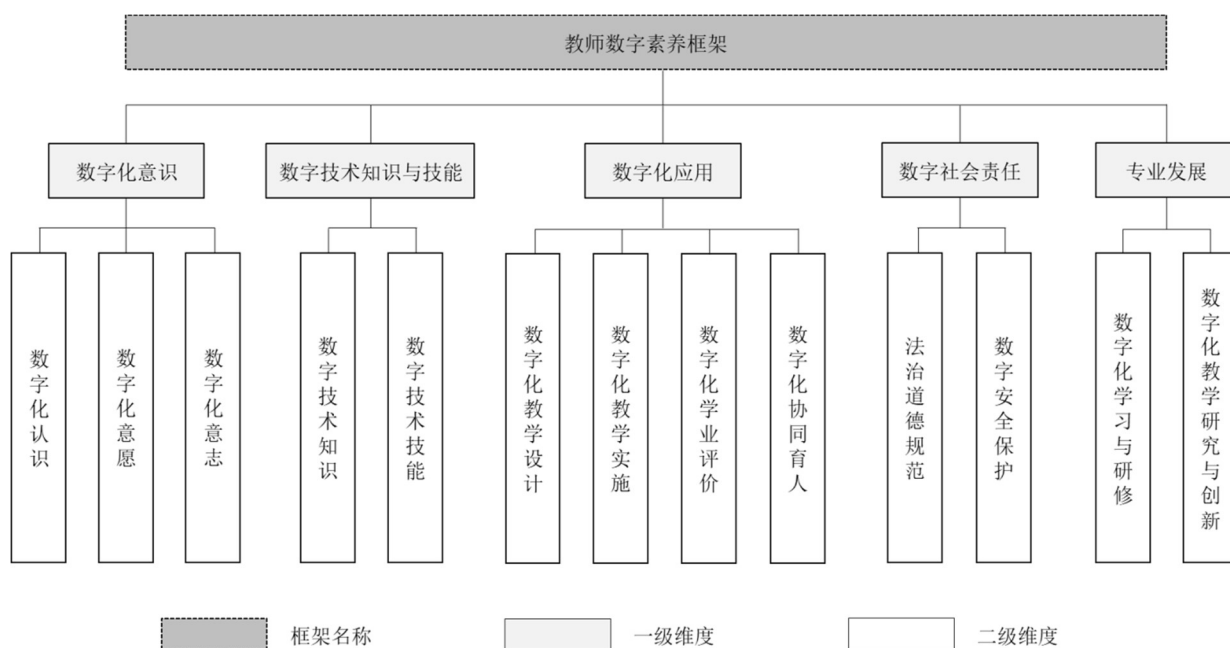 教师数字素养框架
数字化意识
数字技术知识与技能
数字化应用
数字社会责任
专业发展
数字化认识
数字化意愿
数字化意志
数字技术知识
数字技术技能
数字化教学设计
数字化教学实施
数字化学业评价
数字化协同育人
法治道德规范
数字安全保护
数字化学习与研修
数字化教学研究与创新
框架名称
一级维度
二级维度